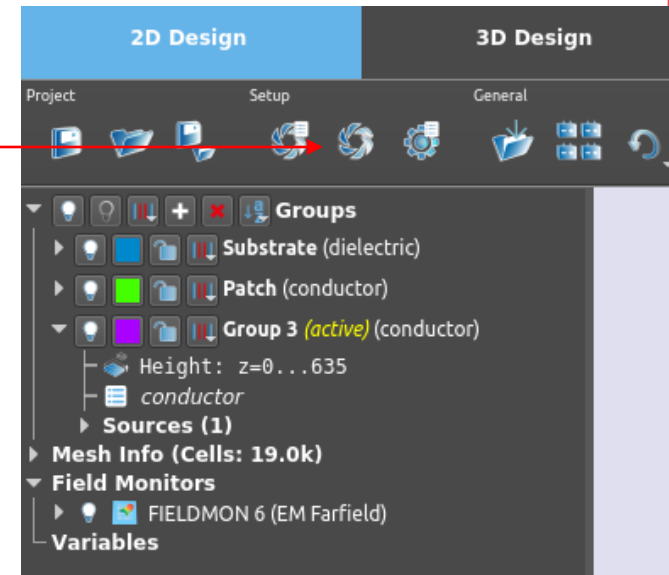 2D Design 3D Design
Project Setup General
Groups
Substrate (dielectric)
Patch (conductor)
Group 3 (active) (conductor)
Height: z=0...635
conductor
Sources (1)
Mesh Info (Cells: 19.0k)
Field Monitors
FIELDMON 6 (EM Farfield)
Variables